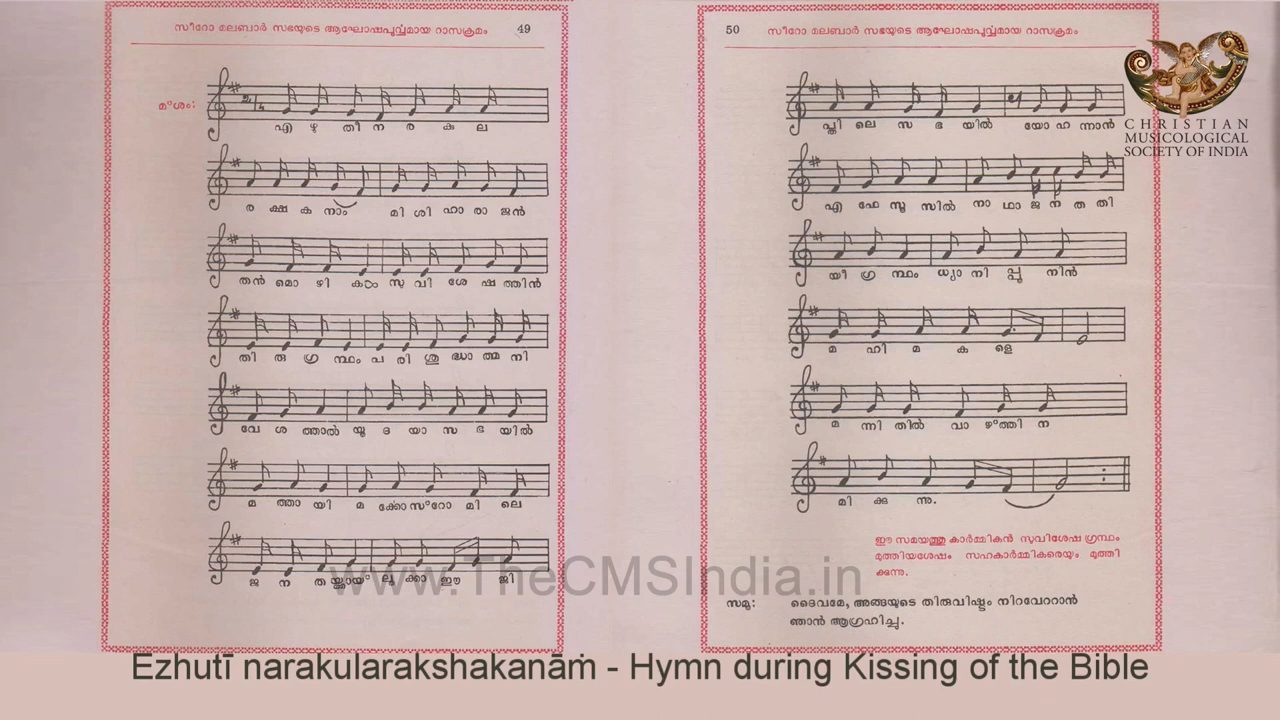 സീറോ മലബാർ സഭയുടെ ആഘോഷപൂർവ്വമായ റാസക്രമം 49
മ്ശം:
എ ഴു തീ ന ര കു ല
ര ക്ഷ ക നാം മി ശി ഹാ രാ ജൻ
തൻ മൊ ഴി കാം സു വി ശേ ഷ ത്തിൻ
തി രു ഗ്ര ന്ഥം പ രി ശു ദ്ധാ ത്മ നി
വേ ശ ത്താൽ യൂ ദ യാ സ ഭ യിൽ
മ ത്താ യി മ ക്കോ സ്റോ മി ലെ
ജ ന ത യ്ക്കായ് ലൂ ക്കാ ഈ ജി
50 സീറോ മലബാർ സഭയുടെ ആഘോഷപൂർവ്വമായ റാസക്രമം
പ്തി ലെ സ ഭ യിൽ യോ ഹ ന്നാൻ
എ ഫേ സൂ സിൽ നാ ഥാ ജ ന ത തി
യീ ഗ്ര ന്ഥം ധ്യാ നി പ്പൂ നിൻ
മ ഹി മ ക ളെ
മ ന്നി തിൽ വാ ഴ്ത്തി ന
മി ക്കു ന്നു.
ഈ സമയത്തു കാർമ്മികൻ സുവിശേഷ ഗ്രന്ഥം
മുത്തിയശേഷം സഹകാർമ്മികരെയും മുത്തി
ക്കുന്നു.
സമൂ: ദൈവമേ, അങ്ങയുടെ തിരുവിഷ്ടം നിറവേററാൻ
ഞാൻ ആഗ്രഹിച്ചു.
CHRISTIAN
MUSICOLOGICAL
SOCIETY OF INDIA
www.TheCMSIndia.in
Ezhutī narakularakshakanāṁ - Hymn during Kissing of the Bible